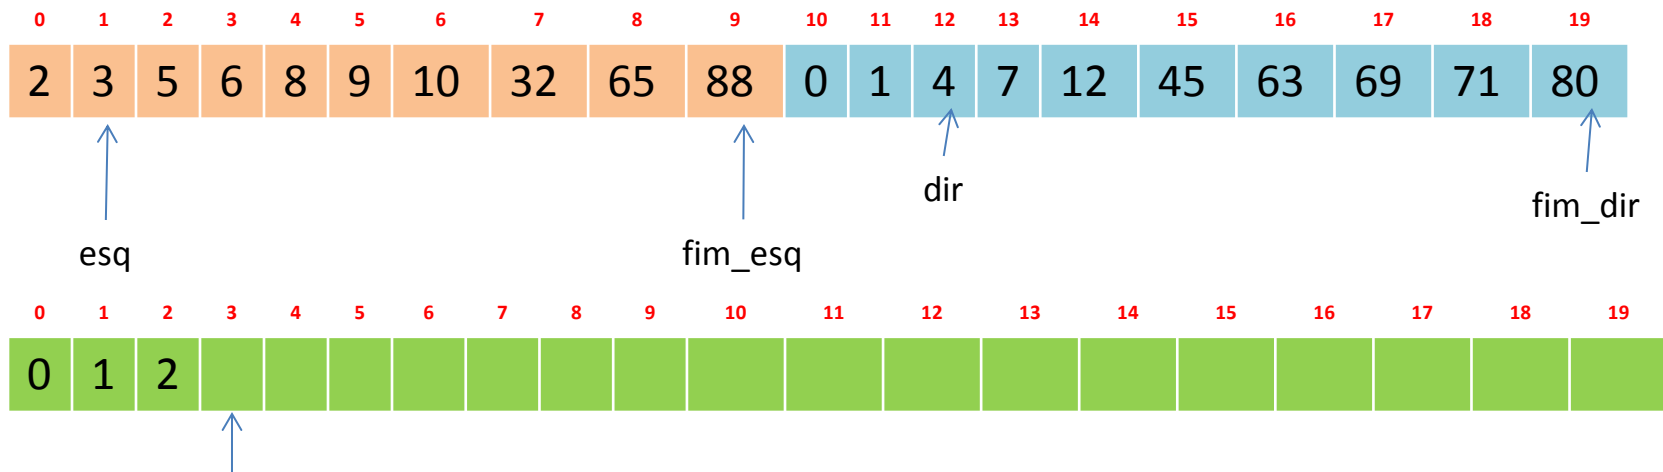 0 1 2 3 4 5 6 7 8 9 10 11 12 13 14 15 16 17 18 19
2 3 5 6 8 9 10 32 65 88 0 1 4 7 12 45 63 69 71 80
dir
fim_dir
esq fim_esq
0 1 2 3 4 5 6 7 8 9 10 11 12 13 14 15 16 17 18 19
0 1 2